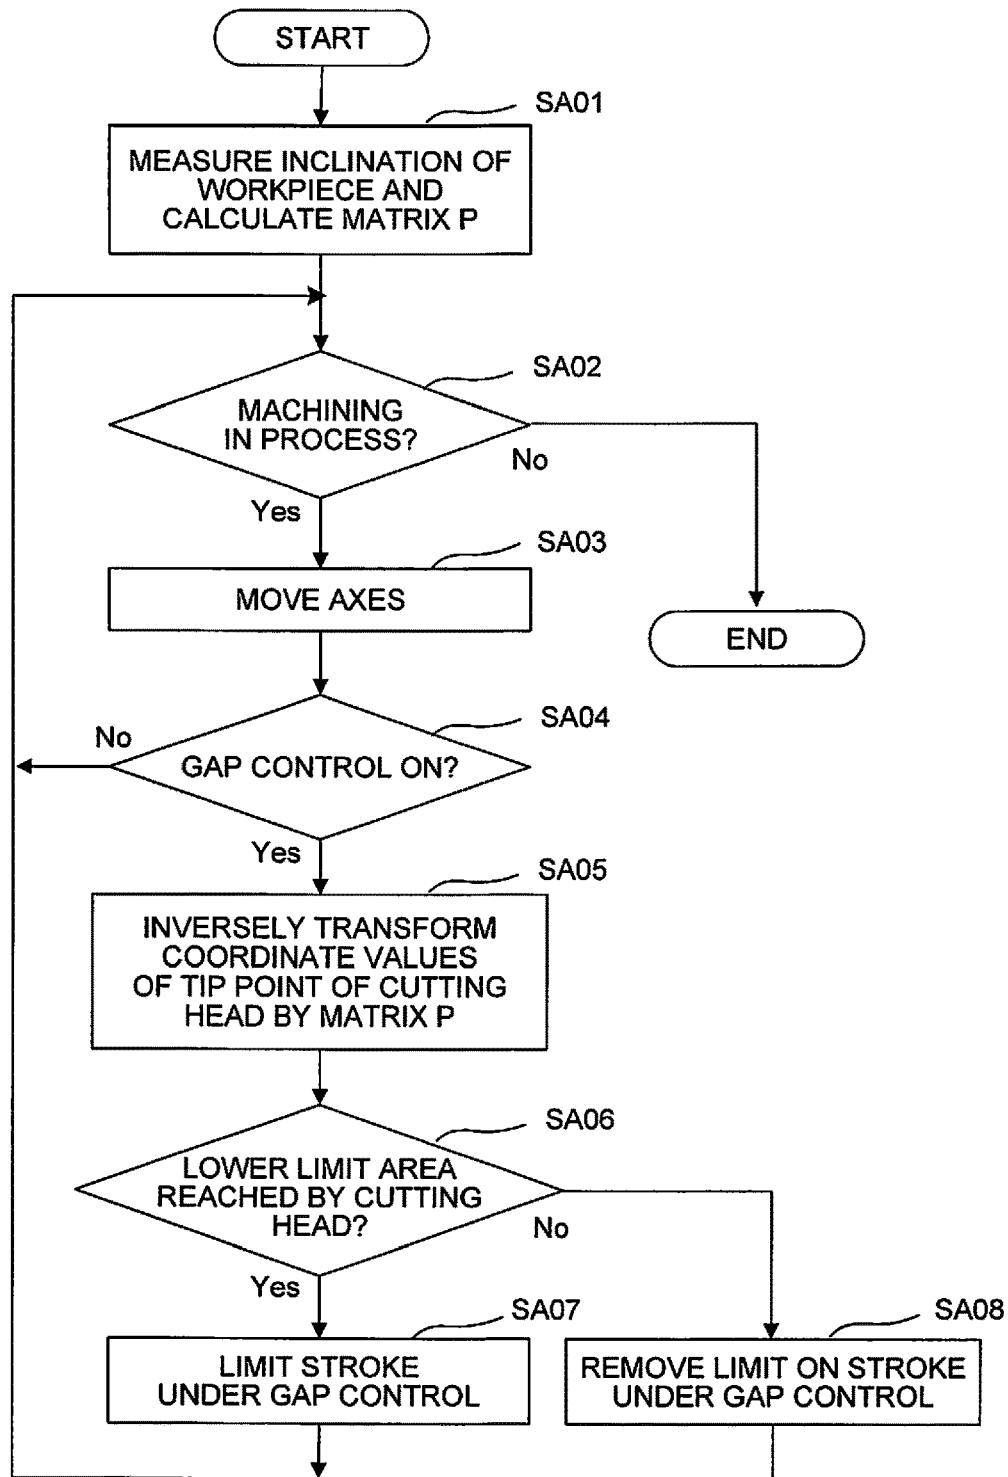 START
SA01
MEASURE INCLINATION OF
WORKPIECE AND
CALCULATE MATRIX P
SA02
MACHINING
IN PROCESS?
No
Yes
SA03
MOVE AXES
END
SA04
No
GAP CONTROL ON?
Yes
SA05
INVERSELY TRANSFORM
COORDINATE VALUES
OF TIP POINT OF CUTTING
HEAD BY MATRIX P
SA06
LOWER LIMIT AREA
REACHED BY CUTTING
HEAD?
No
Yes
SA07
LIMIT STROKE
UNDER GAP CONTROL
SA08
REMOVE LIMIT ON STROKE
UNDER GAP CONTROL